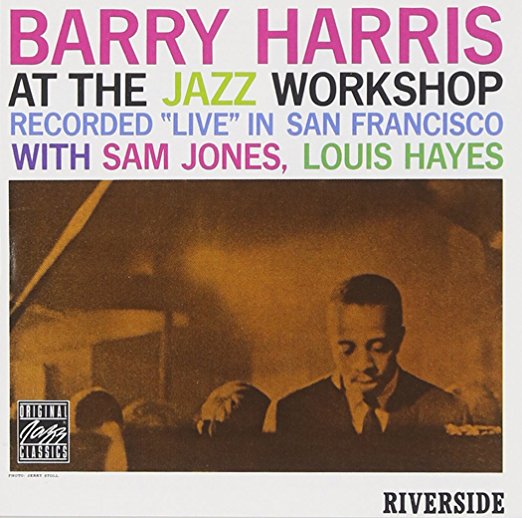 BARRY HARRIS
AT THE JAZZ WORKSHOP
RECORDED "LIVE" IN SAN FRANCISCO
WITH SAM JONES, LOUIS HAYES
ORIGINAL
Jazz
CLASSICS
PHOTO: JERRY STOLL
RIVERSIDE